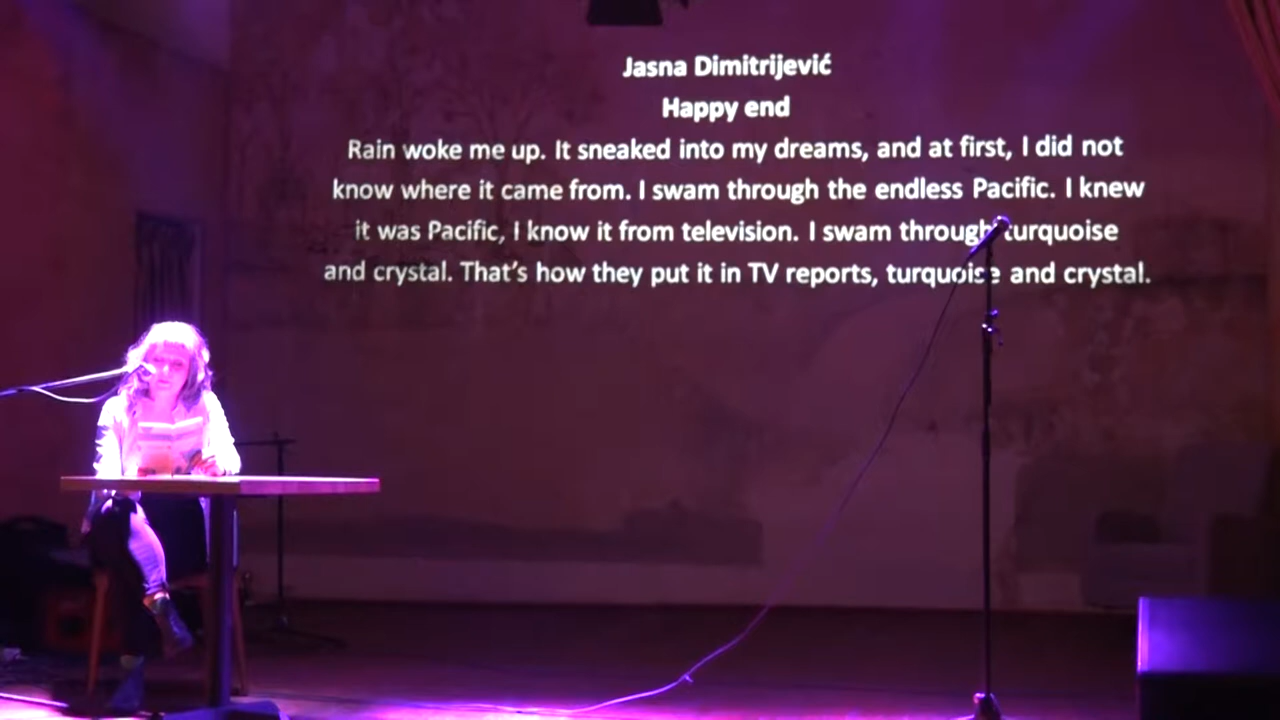 Jasna Dimitrijević
Happy end
Rain woke me up. It sneaked into my dreams, and at first, I did not
know where it came from. I swam through the endless Pacific. I knew
it was Pacific, I know it from television. I swam through turquoise
and crystal. That's how they put it in TV reports, turquoise and crystal.